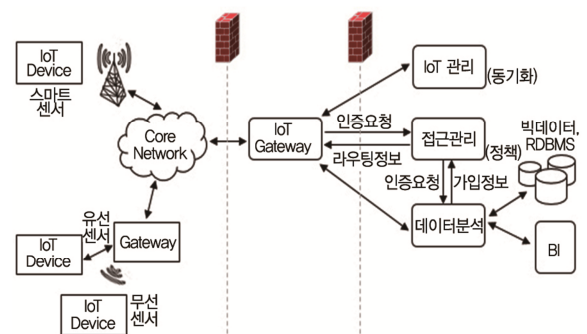 IoT
Device
스마트
센서
Core
Network
유선
센서
IoT
Device
Gateway
IoT
Device
무선
센서
IoT
Gateway
인증요청
라우팅정보
IoT 관리
(동기화)
접근관리
(정책)
인증요청
가입정보
데이터분석
빅데이터,
RDBMS
BI